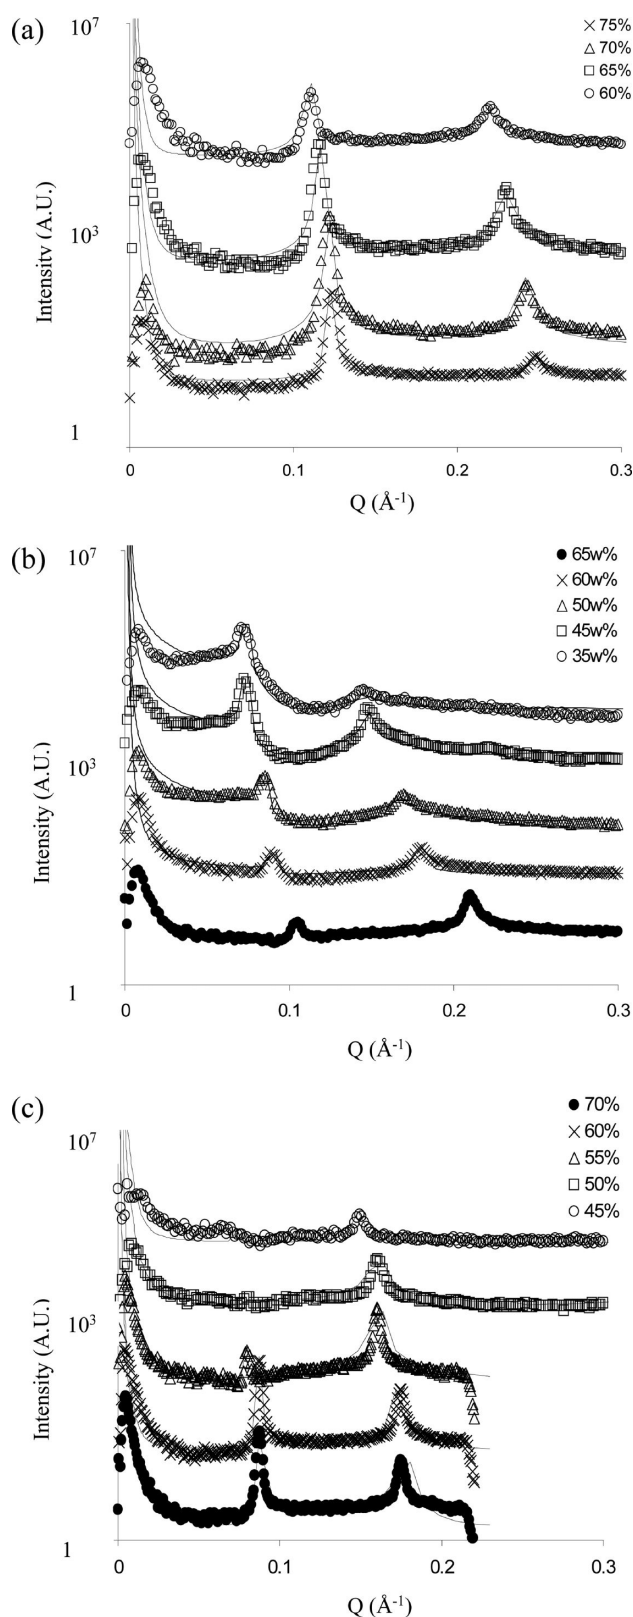 (a)
10⁷
× 75%
△ 70%
□ 65%
○ 60%
10³
1
Intensity (A.U.)
0 0.1 0.2 0.3
Q (Å⁻¹)
(b)
10⁷
● 65w%
× 60w%
△ 50w%
□ 45w%
○ 35w%
10³
1
Intensity (A.U.)
0 0.1 0.2 0.3
Q (Å⁻¹)
(c)
10⁷
● 70%
× 60%
△ 55%
□ 50%
○ 45%
10³
1
Intensity (A.U.)
0 0.1 0.2 0.3
Q (Å⁻¹)